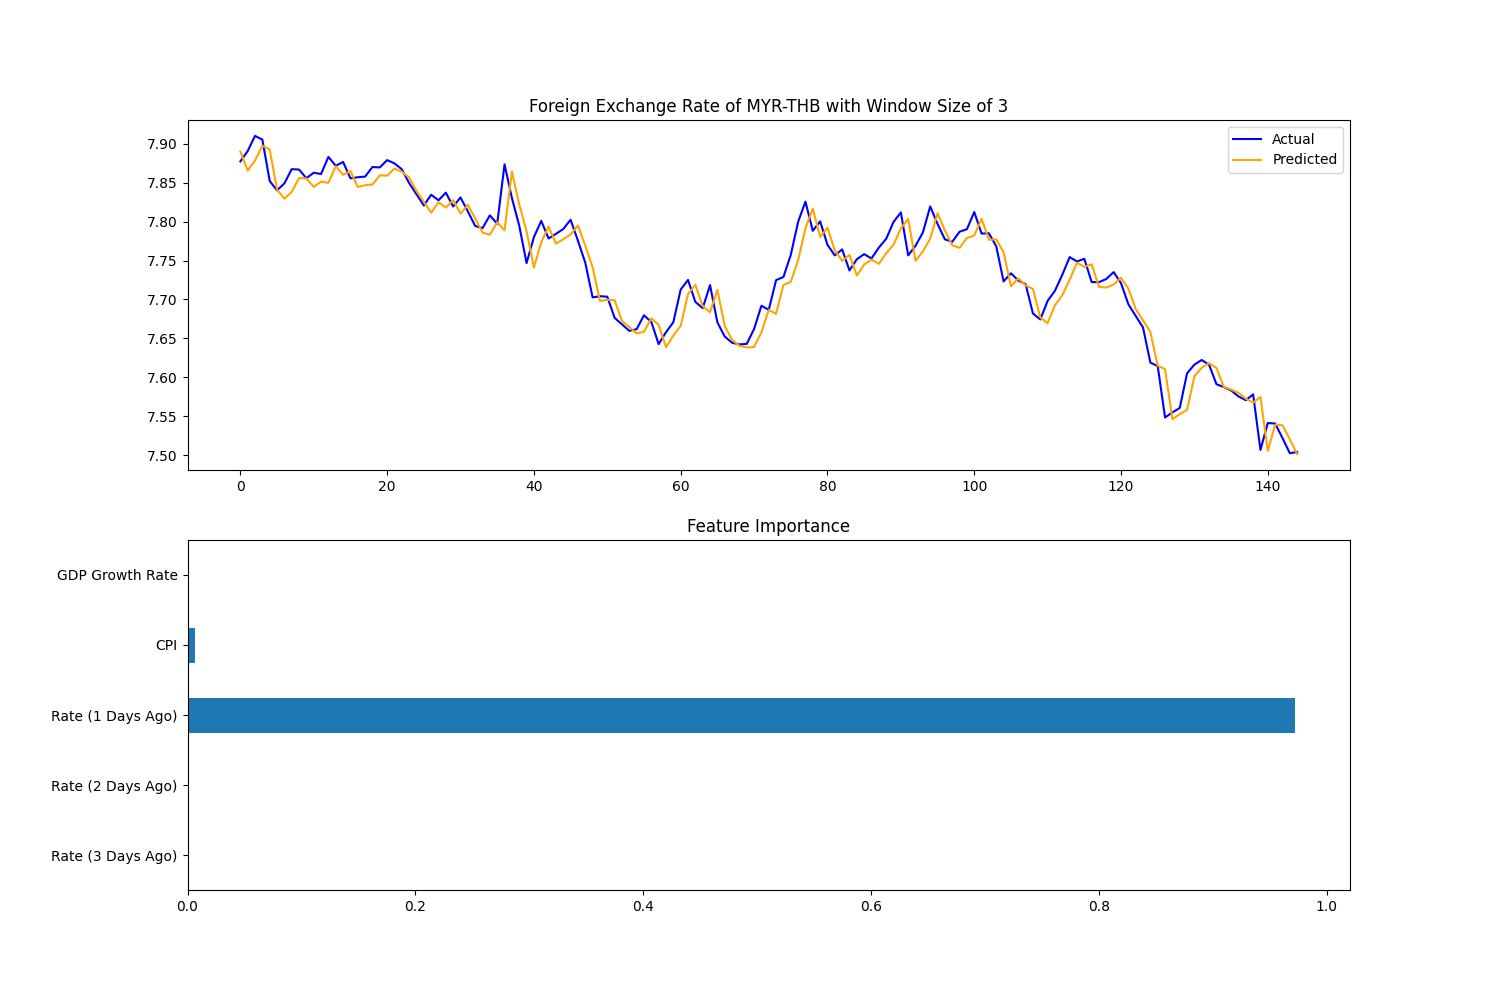 Foreign Exchange Rate of MYR-THB with Window Size of 3
Actual
Predicted
7.90
7.85
7.80
7.75
7.70
7.65
7.60
7.55
7.50
0 20 40 60 80 100 120 140
Feature Importance
GDP Growth Rate
CPI
Rate (1 Days Ago)
Rate (2 Days Ago)
Rate (3 Days Ago)
0.0 0.2 0.4 0.6 0.8 1.0